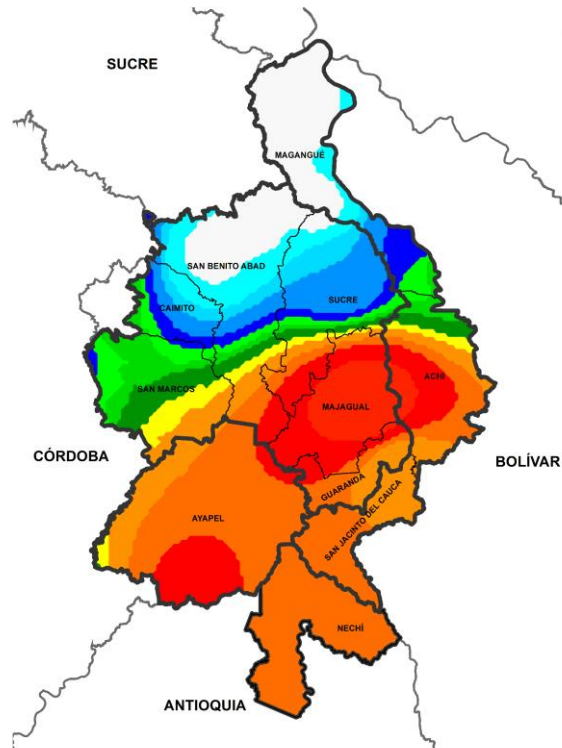 SUCRE
MAGANGUÉ
SAN BENITO ABAD
CAIMITO
SUCRE
SAN MARCOS
ACHI
MAJAGUAL
CÓRDOBA
BOLÍVAR
GUARANDA
SAN JACINTO DEL CAUCA
AYAPEL
NECHÍ
ANTIOQUIA